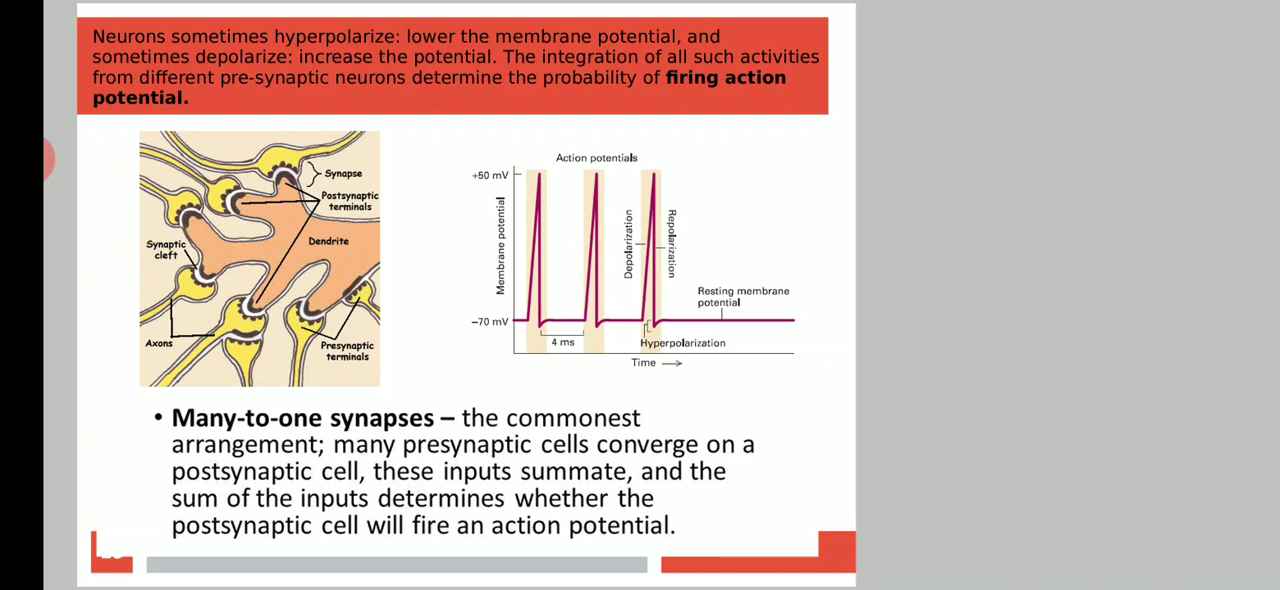 Neurons sometimes hyperpolarize: lower the membrane potential, and
sometimes depolarize: increase the potential. The integration of all such activities
from different pre-synaptic neurons determine the probability of firing action
potential.
Synapse
Postsynaptic
terminals
Dendrite
Synaptic
cleft
Axons
Presynaptic
terminals
Action potentials
+50 mV
Membrane potential
Depolarization
Repolarization
Resting membrane
potential
−70 mV
4 ms
Hyperpolarization
Time
• Many-to-one synapses – the commonest
arrangement; many presynaptic cells converge on a
postsynaptic cell, these inputs summate, and the
sum of the inputs determines whether the
postsynaptic cell will fire an action potential.